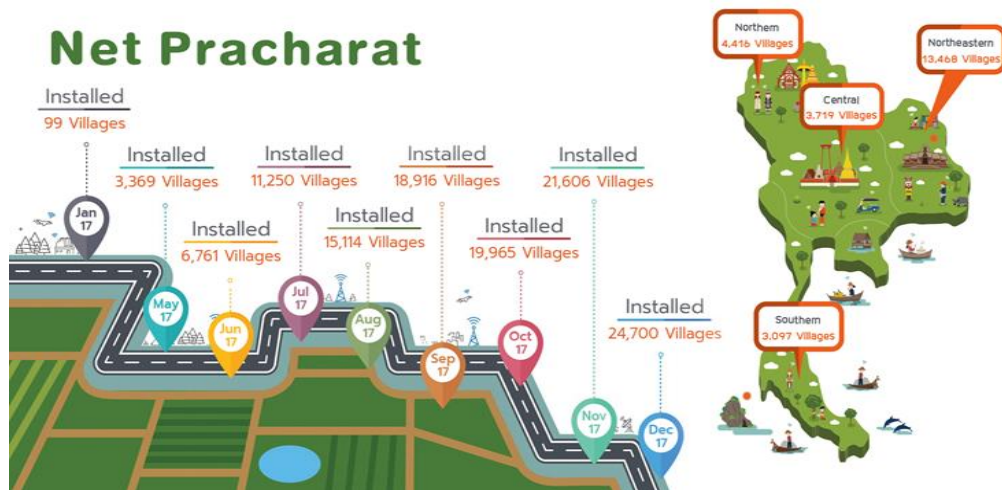 Net Pracharat
Installed
99 Villages
Jan
17
Installed
3,369 Villages
May
17
Installed
6,761 Villages
Jun
17
Installed
11,250 Villages
Jul
17
Installed
15,114 Villages
Aug
17
Installed
18,916 Villages
Sep
17
Installed
19,965 Villages
Oct
17
Installed
21,606 Villages
Nov
17
Installed
24,700 Villages
Dec
17
Northern
4,416 Villages
Northeastern
13,468 Villages
Central
3,719 Villages
Southern
3,097 Villages